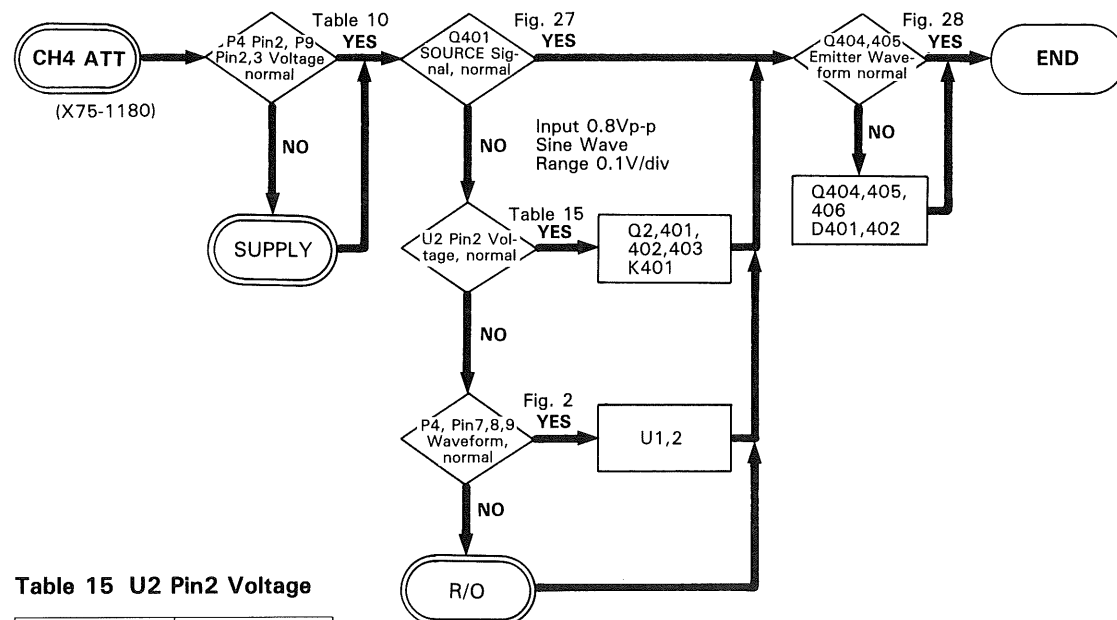 CH4 ATT
(X75-1180)
P4 Pin2, P9
Pin2,3 Voltage
normal
Table 10
YES
NO
SUPPLY
Q401
SOURCE Sig-
nal, normal
Fig. 27
YES
NO
Input 0.8Vp-p
Sine Wave
Range 0.1V/div
U2 Pin2 Vol-
tage, normal
Table 15
YES
Q2,401,
402,403
K401
NO
P4, Pin7,8,9
Waveform,
normal
Fig. 2
YES
U1,2
NO
R/O
Q404,405
Emitter Wave-
form normal
Fig. 28
YES
NO
Q404,405,
406
D401,402
END
Table 15 U2 Pin2 Voltage